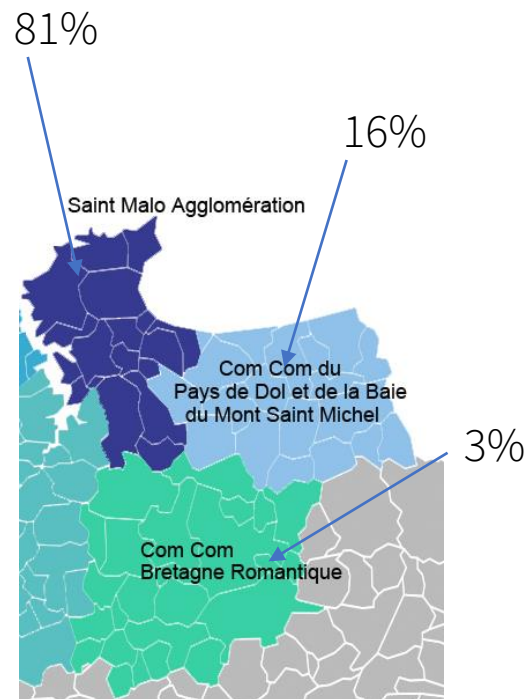 81%
16%
Saint Malo Agglomération
Com Com du
Pays de Dol et de la Baie
du Mont Saint Michel
3%
Com Com
Bretagne Romantique